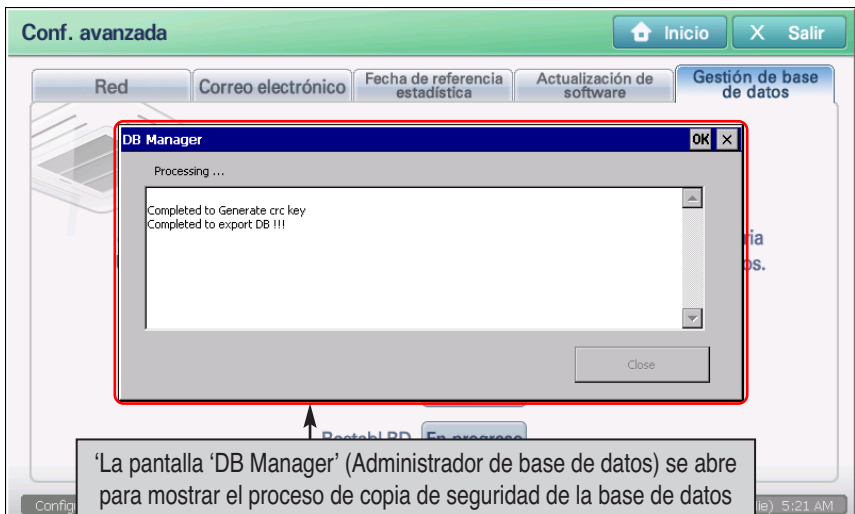 Conf. avanzada
Inicio
X Salir
Red
Correo electrónico
Fecha de referencia
estadística
Actualización de
software
Gestión de base
de datos
DB Manager
OK
Processing ...
Completed to Generate crc key
Completed to export DB !!!
ria
os.
Close
En progreso
‘La pantalla ‘DB Manager’ (Administrador de base de datos) se abre
para mostrar el proceso de copia de seguridad de la base de datos
Config
5:21 AM